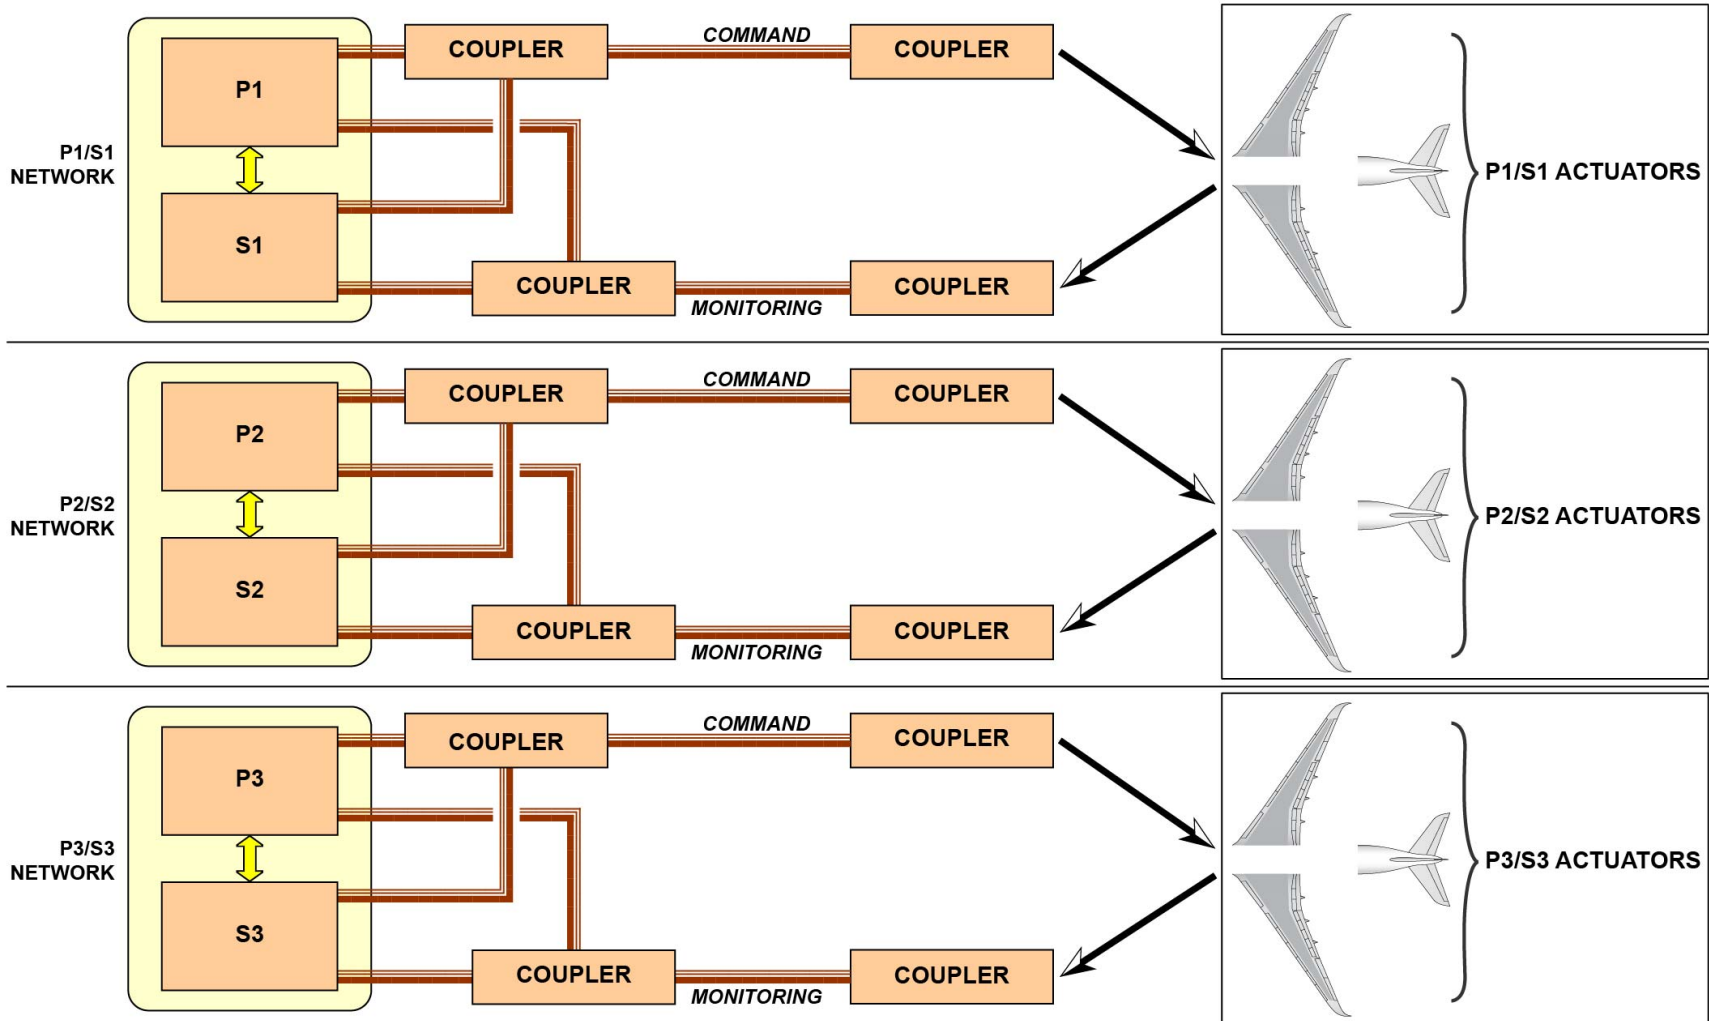 P1
S1
P1/S1
NETWORK
COUPLER
COMMAND
COUPLER
COUPLER
MONITORING
COUPLER
P1/S1 ACTUATORS
P2
S2
P2/S2
NETWORK
COUPLER
COMMAND
COUPLER
COUPLER
MONITORING
COUPLER
P2/S2 ACTUATORS
P3
S3
P3/S3
NETWORK
COUPLER
COMMAND
COUPLER
COUPLER
MONITORING
COUPLER
P3/S3 ACTUATORS